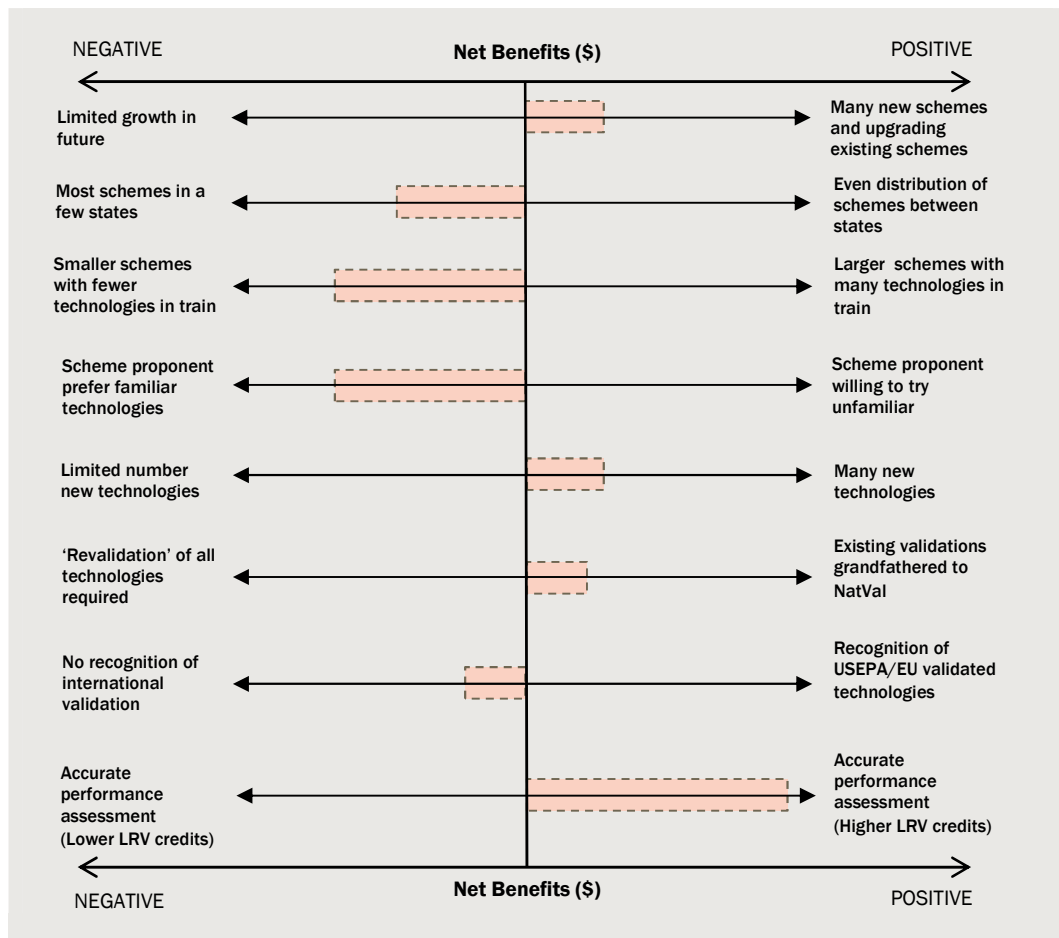 NEGATIVE
Net Benefits ($)
POSITIVE
Limited growth in
future
Many new schemes
and upgrading
existing schemes
Most schemes in a
few states
Even distribution of
schemes between
states
Smaller schemes
with fewer
technologies in train
Larger schemes with
many technologies in
train
Scheme proponent
prefer familiar
technologies
Scheme proponent
willing to try
unfamiliar
Limited number
new technologies
Many new
technologies
‘Revalidation’ of all
technologies
required
Existing validations
grandfathered to
NatVal
No recognition of
international
validation
Recognition of
USEPA/EU validated
technologies
Accurate
performance
assessment
(Lower LRV credits)
Accurate
performance
assessment
(Higher LRV credits)
NEGATIVE
Net Benefits ($)
POSITIVE